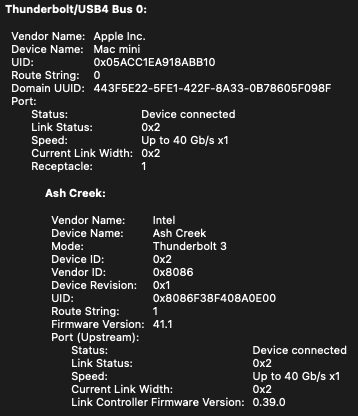 Thunderbolt/USB4 Bus 0:
Vendor Name: Apple Inc.
Device Name: Mac mini
UID: 0x05ACC1EA918ABB10
Route String: 0
Domain UUID: 443F5E22-5FE1-422F-8A33-0B78605F098F
Port:
Status: Device connected
Link Status: 0x2
Speed: Up to 40 Gb/s x1
Current Link Width: 0x2
Receptacle: 1
Ash Creek:
Vendor Name: Intel
Device Name: Ash Creek
Mode: Thunderbolt 3
Device ID: 0x2
Vendor ID: 0x8086
Device Revision: 0x1
UID: 0x8086F38F408A0E00
Route String: 1
Firmware Version: 41.1
Port (Upstream):
Status: Device connected
Link Status: 0x2
Speed: Up to 40 Gb/s x1
Current Link Width: 0x2
Link Controller Firmware Version: 0.39.0